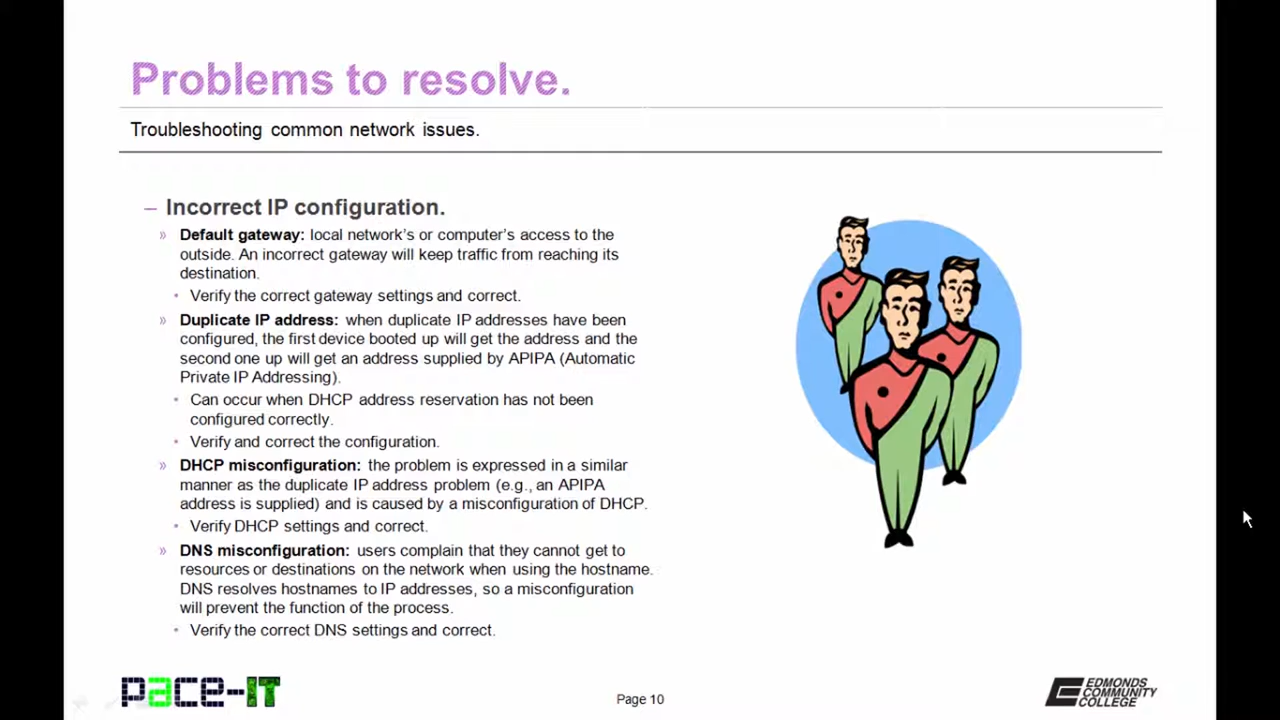 Problems to resolve.
Troubleshooting common network issues.
– Incorrect IP configuration.
» Default gateway: local network's or computer's access to the
outside. An incorrect gateway will keep traffic from reaching its
destination.
• Verify the correct gateway settings and correct.
» Duplicate IP address: when duplicate IP addresses have been
configured, the first device booted up will get the address and the
second one up will get an address supplied by APIPA (Automatic
Private IP Addressing).
• Can occur when DHCP address reservation has not been
configured correctly.
• Verify and correct the configuration.
» DHCP misconfiguration: the problem is expressed in a similar
manner as the duplicate IP address problem (e.g., an APIPA
address is supplied) and is caused by a misconfiguration of DHCP.
• Verify DHCP settings and correct.
» DNS misconfiguration: users complain that they cannot get to
resources or destinations on the network when using the hostname.
DNS resolves hostnames to IP addresses, so a misconfiguration
will prevent the function of the process.
• Verify the correct DNS settings and correct.
pace-IT
Page 10
EDMONDS
COMMUNITY
COLLEGE